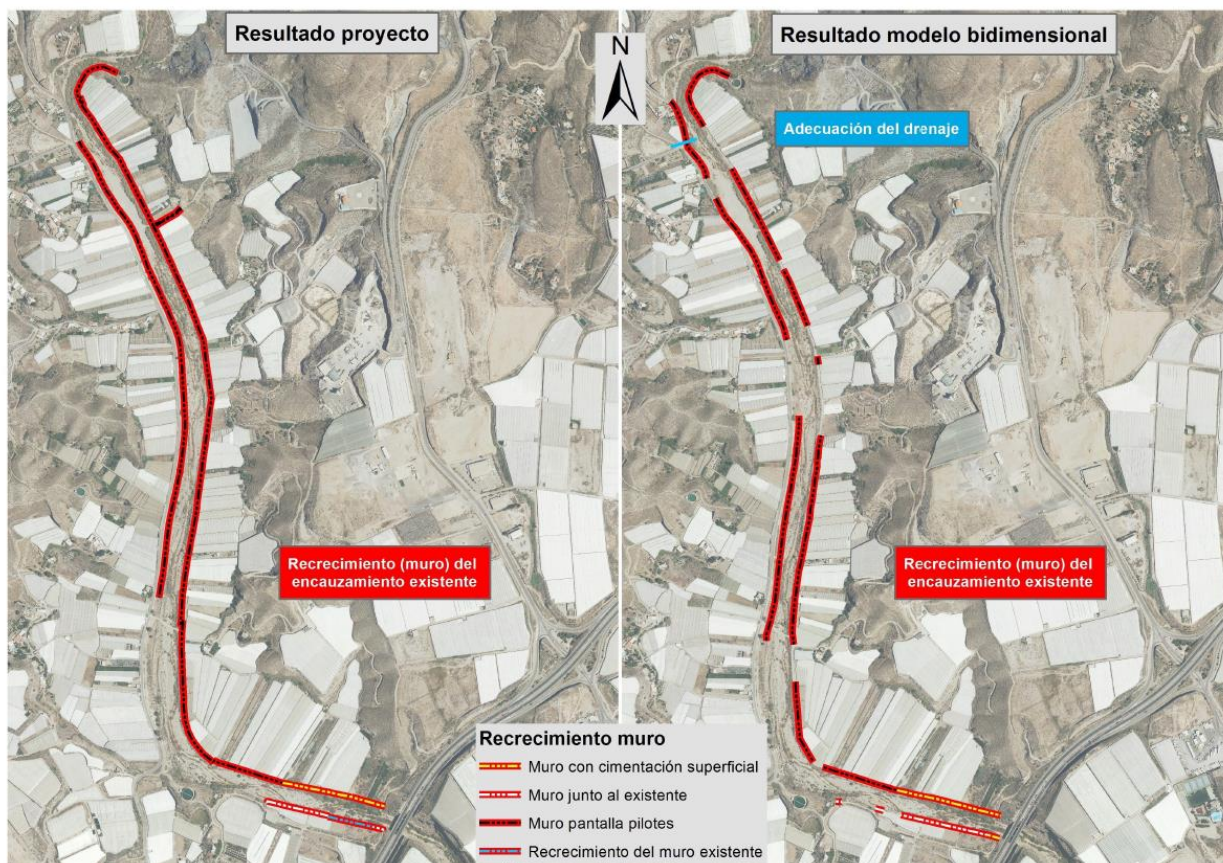 Resultado proyecto
N
Resultado modelo bidimensional
Adecuación del drenaje
Recrecimiento (muro) del
encauzamiento existente
Recrecimiento (muro) del
encauzamiento existente
Recrecimiento muro
Muro con cimentación superficial
Muro junto al existente
Muro pantalla pilotes
Recrecimiento del muro existente